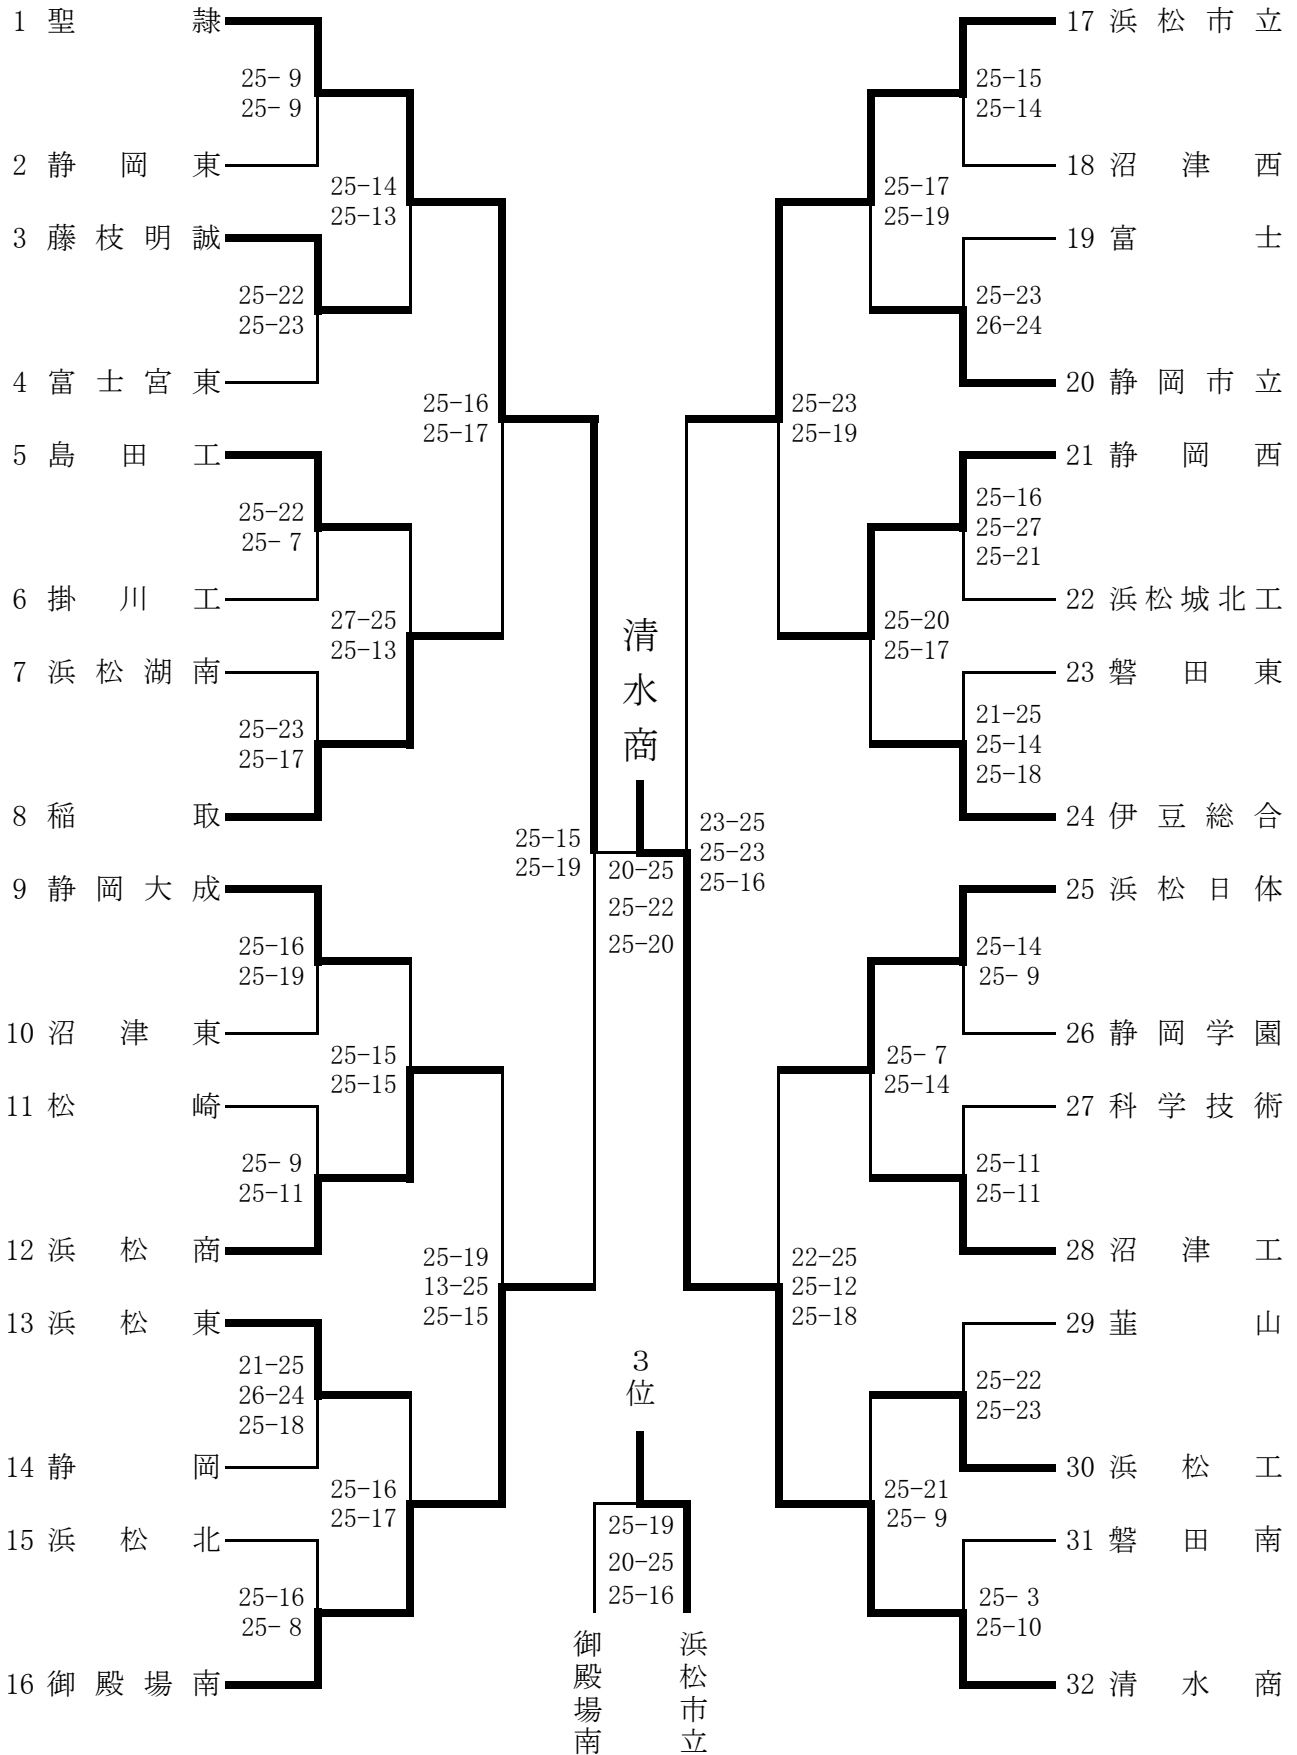 1 聖隷
25- 9
25- 9
2 静岡東
25-14
25-13
3 藤枝明誠
25-22
25-23
4 富士宮東
25-16
25-17
5 島田工
25-22
25- 7
6 掛川工
27-25
25-13
7 浜松湖南
25-23
25-17
8 稲取
25-15
25-19
9 静岡大成
25-16
25-19
10 沼津東
25-15
25-15
11 松崎
25- 9
25-11
12 浜松商
25-19
13-25
25-15
13 浜松東
21-25
26-24
25-18
14 静岡
25-16
25-17
15 浜松北
25-16
25- 8
16 御殿場南
清水商
20-25
25-22
25-20
3位
25-19
20-25
25-16
御殿場南
浜松市立
17 浜松市立
25-15
25-14
18 沼津西
25-17
25-19
19 富士
25-23
26-24
20 静岡市立
25-23
25-19
21 静岡西
25-16
25-27
25-21
22 浜松城北工
25-20
25-17
23 磐田東
21-25
25-14
25-18
24 伊豆総合
23-25
25-23
25-16
25 浜松日体
25-14
25- 9
26 静岡学園
25- 7
25-14
27 科学技術
25-11
25-11
28 沼津工
22-25
25-12
25-18
29 韮山
25-22
25-23
30 浜松工
25-21
25- 9
31 磐田南
25- 3
25-10
32 清水商